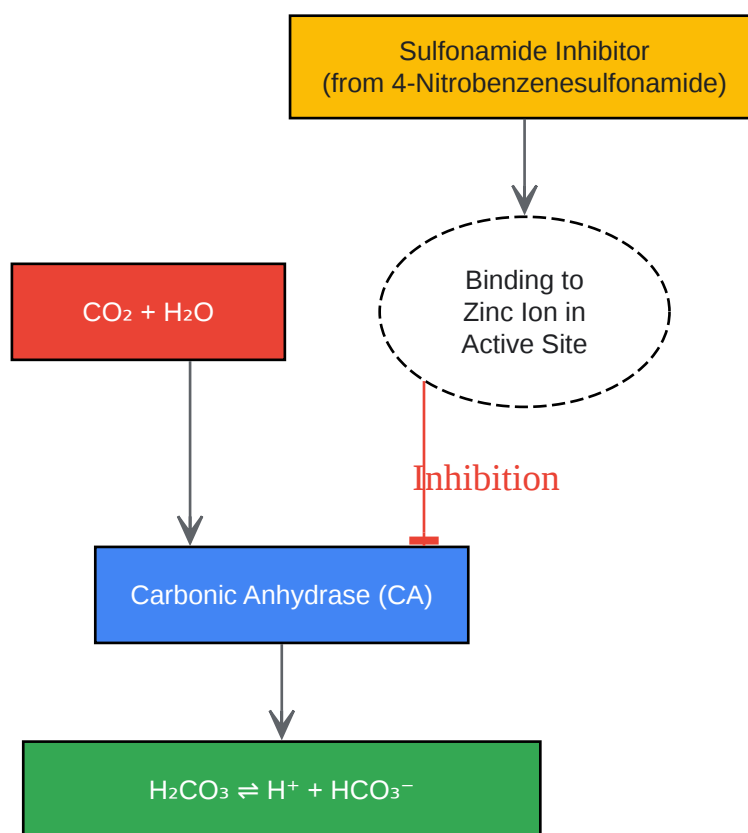 Sulfonamide Inhibitor
(from 4-Nitrobenzenesulfonamide)
Binding to
Zinc Ion in
Active Site
CO₂ + H₂O
Inhibition
Carbonic Anhydrase (CA)
H₂CO₃ ⇌ H⁺ + HCO₃⁻